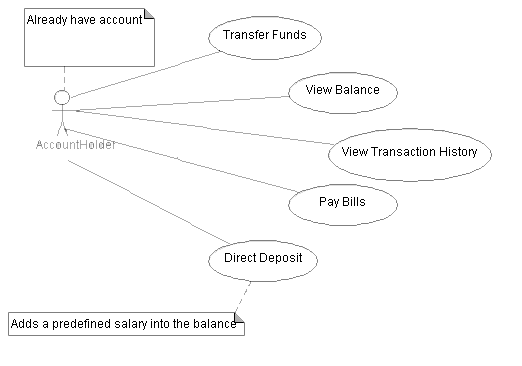 Already have account
Transfer Funds
View Balance
AccountHolder
View Transaction History
Pay Bills
Direct Deposit
Adds a predefined salary into the balance